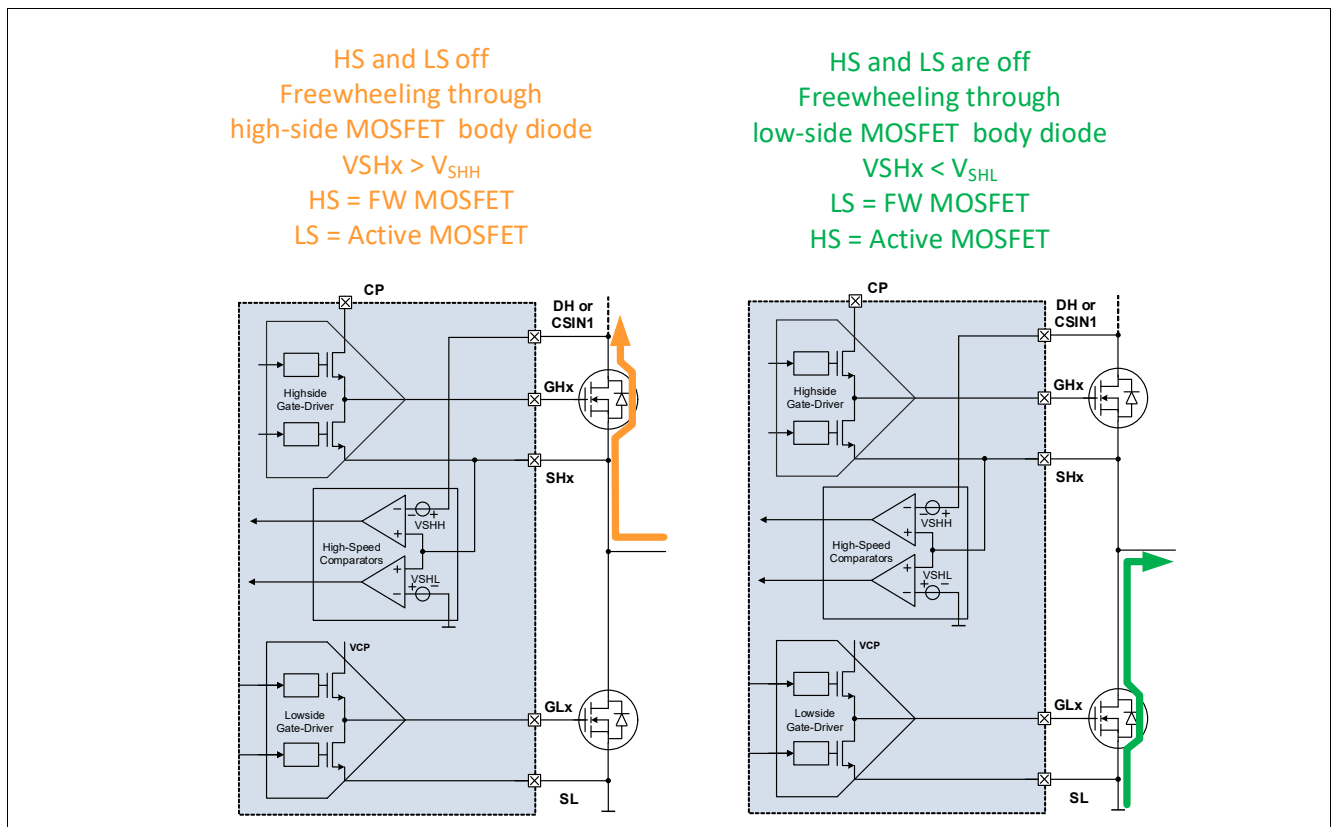 HS and LS off
Freewheeling through
high-side MOSFET body diode
VSHx > VSHH
HS = FW MOSFET
LS = Active MOSFET
HS and LS are off
Freewheeling through
low-side MOSFET body diode
VSHx < VSHL
LS = FW MOSFET
HS = Active MOSFET
CP
DH or
CSIN1
Highside
Gate-Driver
GHx
SHx
− − +
VSHH
+
High-Speed
Comparators
+ VSHL
+ −
−
VCP
Lowside
Gate-Driver
GLx
SL
CP
DH or
CSIN1
Highside
Gate-Driver
GHx
SHx
− − +
VSHH
+
High-Speed
Comparators
+ VSHL
+ −
−
VCP
Lowside
Gate-Driver
GLx
SL